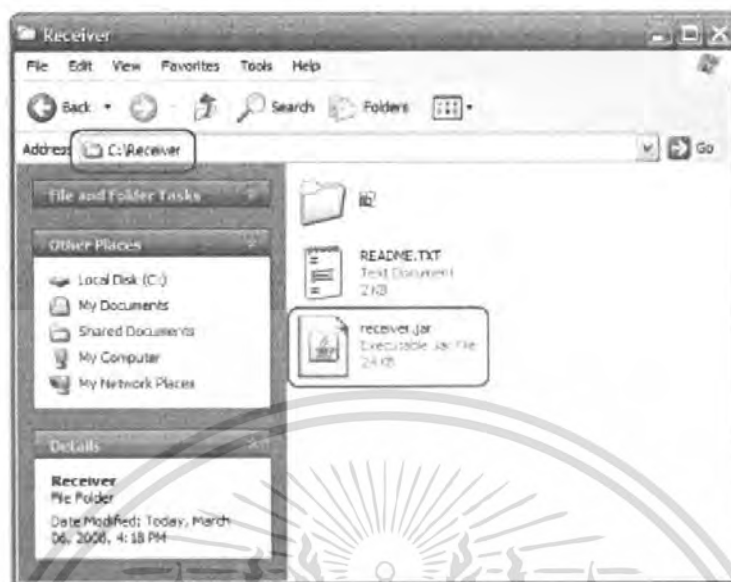 Receiver
File Edit View Favorites Tools Help
Back Search Folders
Address C:\Receiver Go
File and Folder Tasks
Other Places
Local Disk (C:)
My Documents
Shared Documents
My Computer
My Network Places
Details
Receiver
File Folder
Date Modified: Today, March
06, 2008, 4:18 PM
README.TXT
Text Document
2 KB
receiver.jar
Executable Jar File
24 KB